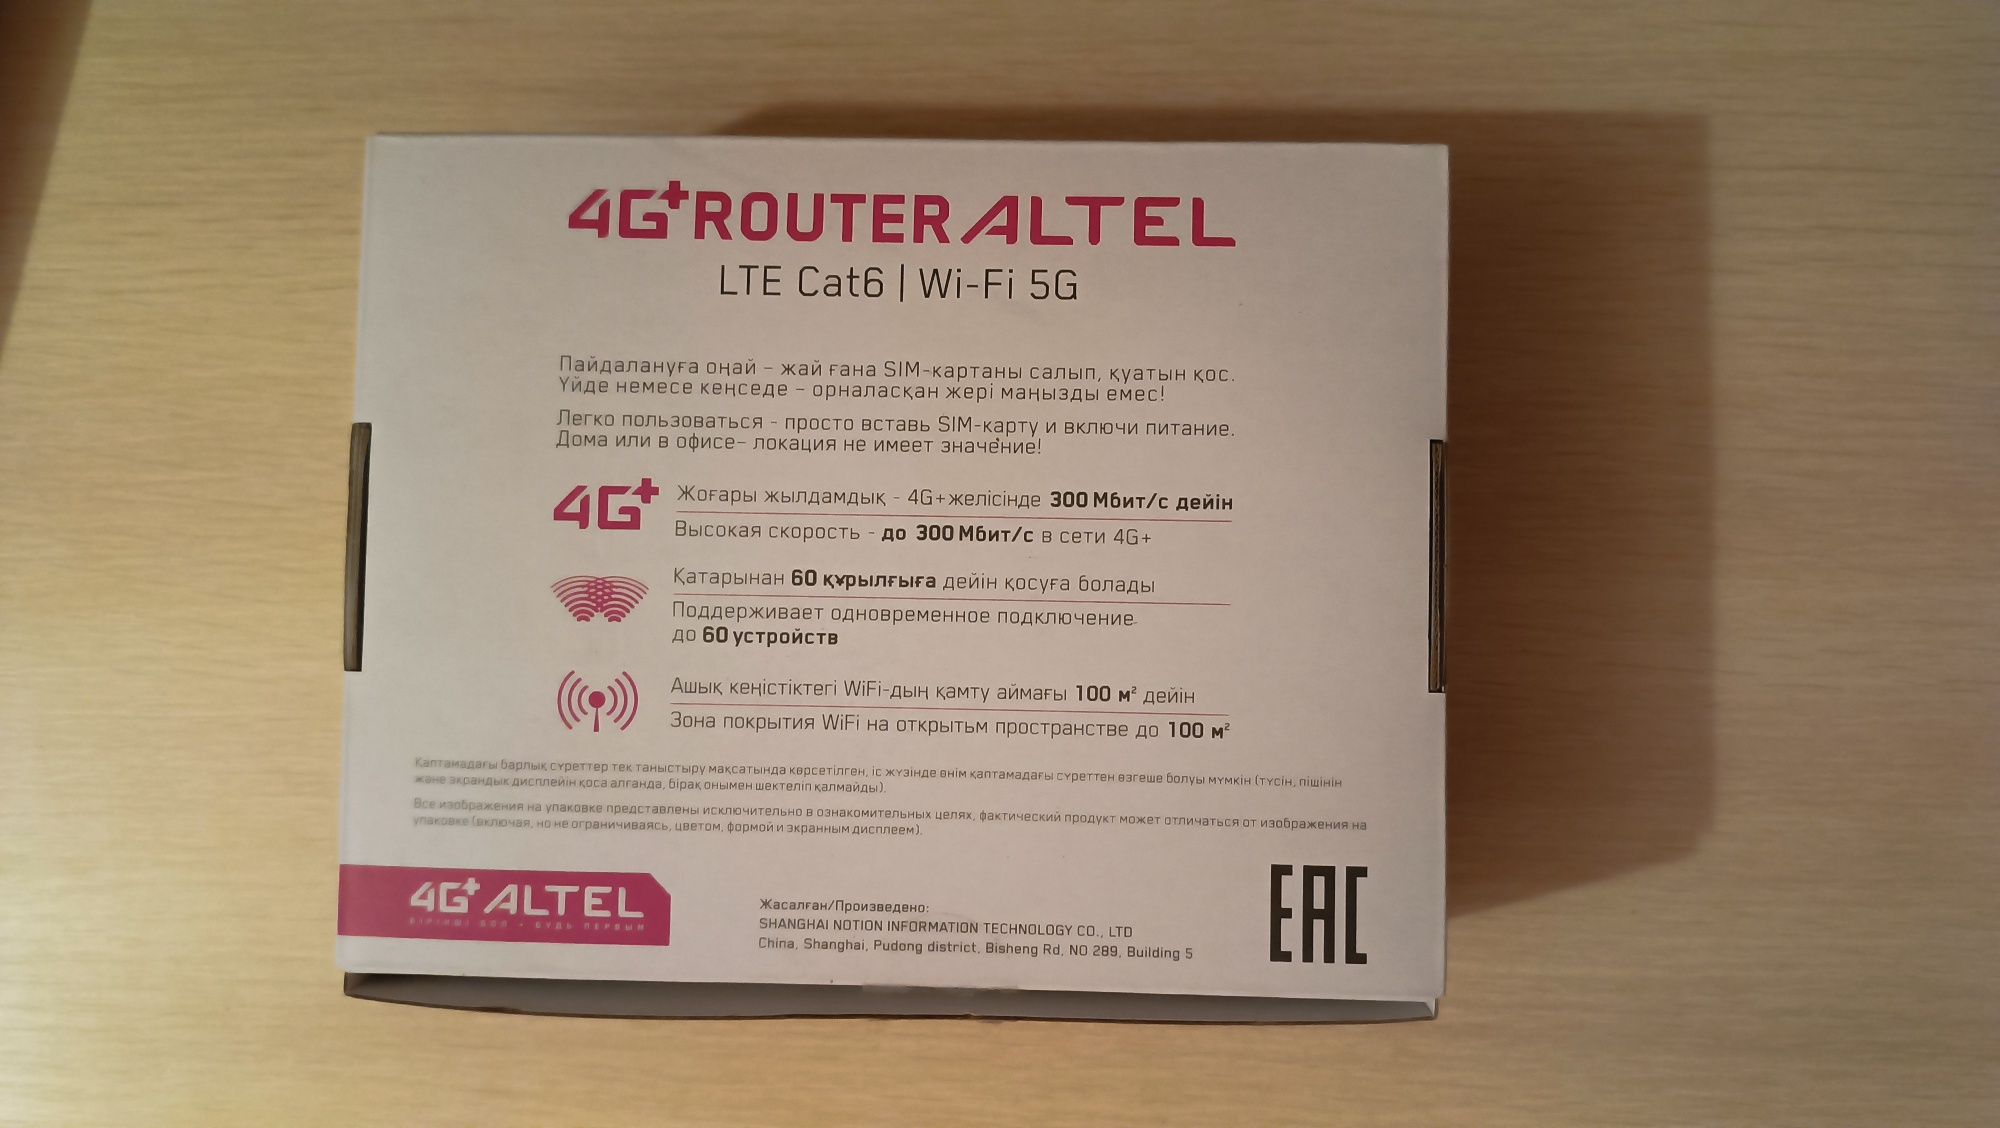 4G+ ROUTER ALTEL
LTE Cat6 | Wi-Fi 5G
Пайдалануға оңай – жай ғана SIM-картаны салып, қуатын қос.
Үйде немесе кеңседе – орналасқан жері маңызды емес!
Легко пользоваться - просто вставь SIM-карту и включи питание.
Дома или в офисе– локация не имеет значение!
4G+
Жоғары жылдамдық - 4G+желісінде 300 Мбит/с дейін
Высокая скорость - до 300 Мбит/с в сети 4G+
Қатарынан 60 құрылғыға дейін қосуға болады
Поддерживает одновременное подключение
до 60 устройств
Ашық кеңістіктегі WiFi-дың қамту аймағы 100 м² дейін
Зона покрытия WiFi на открытьм пространстве до 100 м²
Қаптамадағы барлық суреттер тек таныстыру мақсатында көрсетілген, іс жүзінде өнім қаптамадағы суреттен өзгеше болуы мүмкін (түсін, пішінін
және экрандық дисплейін қоса алғанда, бірақ онымен шектеліп қалмайды).
Все изображения на упаковке представлены исключительно в ознакомительных целях, фактический продукт может отличаться от изображения на
упаковке (включая, но не ограничиваясь, цветом, формой и экранным дисплеем).
4G+ ALTEL
БІРІНШІ БОЛ • БУДЬ ПЕРВЫМ
Жасалған/Произведено:
SHANGHAI NOTION INFORMATION TECHNOLOGY CO., LTD
China, Shanghai, Pudong district, Bisheng Rd, NO 289, Building 5
EAC